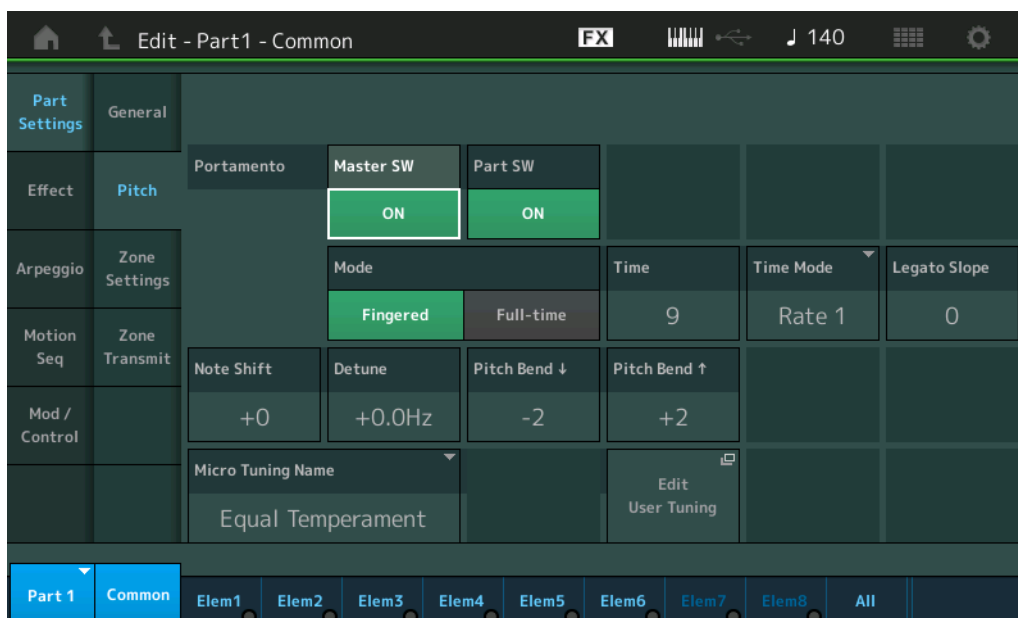 Edit - Part1 - Common
FX
♩ 140
Part
Settings
General
Effect
Pitch
Arpeggio
Zone
Settings
Motion
Seq
Zone
Transmit
Mod /
Control
Portamento
Master SW
Part SW
ON
ON
Mode
Time
Time Mode
Legato Slope
Fingered
Full-time
9
Rate 1
0
Note Shift
Detune
Pitch Bend ↓
Pitch Bend ↑
+0
+0.0Hz
-2
+2
Micro Tuning Name
Equal Temperament
Edit
User Tuning
Part 1
Common
Elem1
Elem2
Elem3
Elem4
Elem5
Elem6
Elem7
Elem8
All